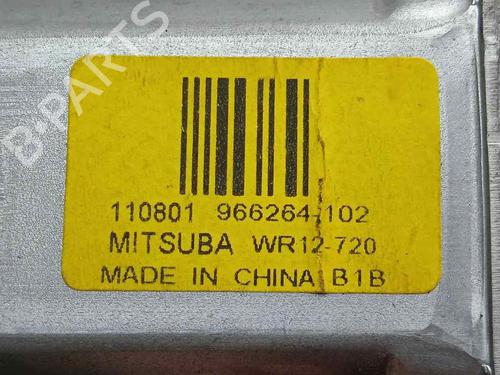 B-PARTS
110801 966264-102
MITSUBA WR12-720
MADE IN CHINA B1B